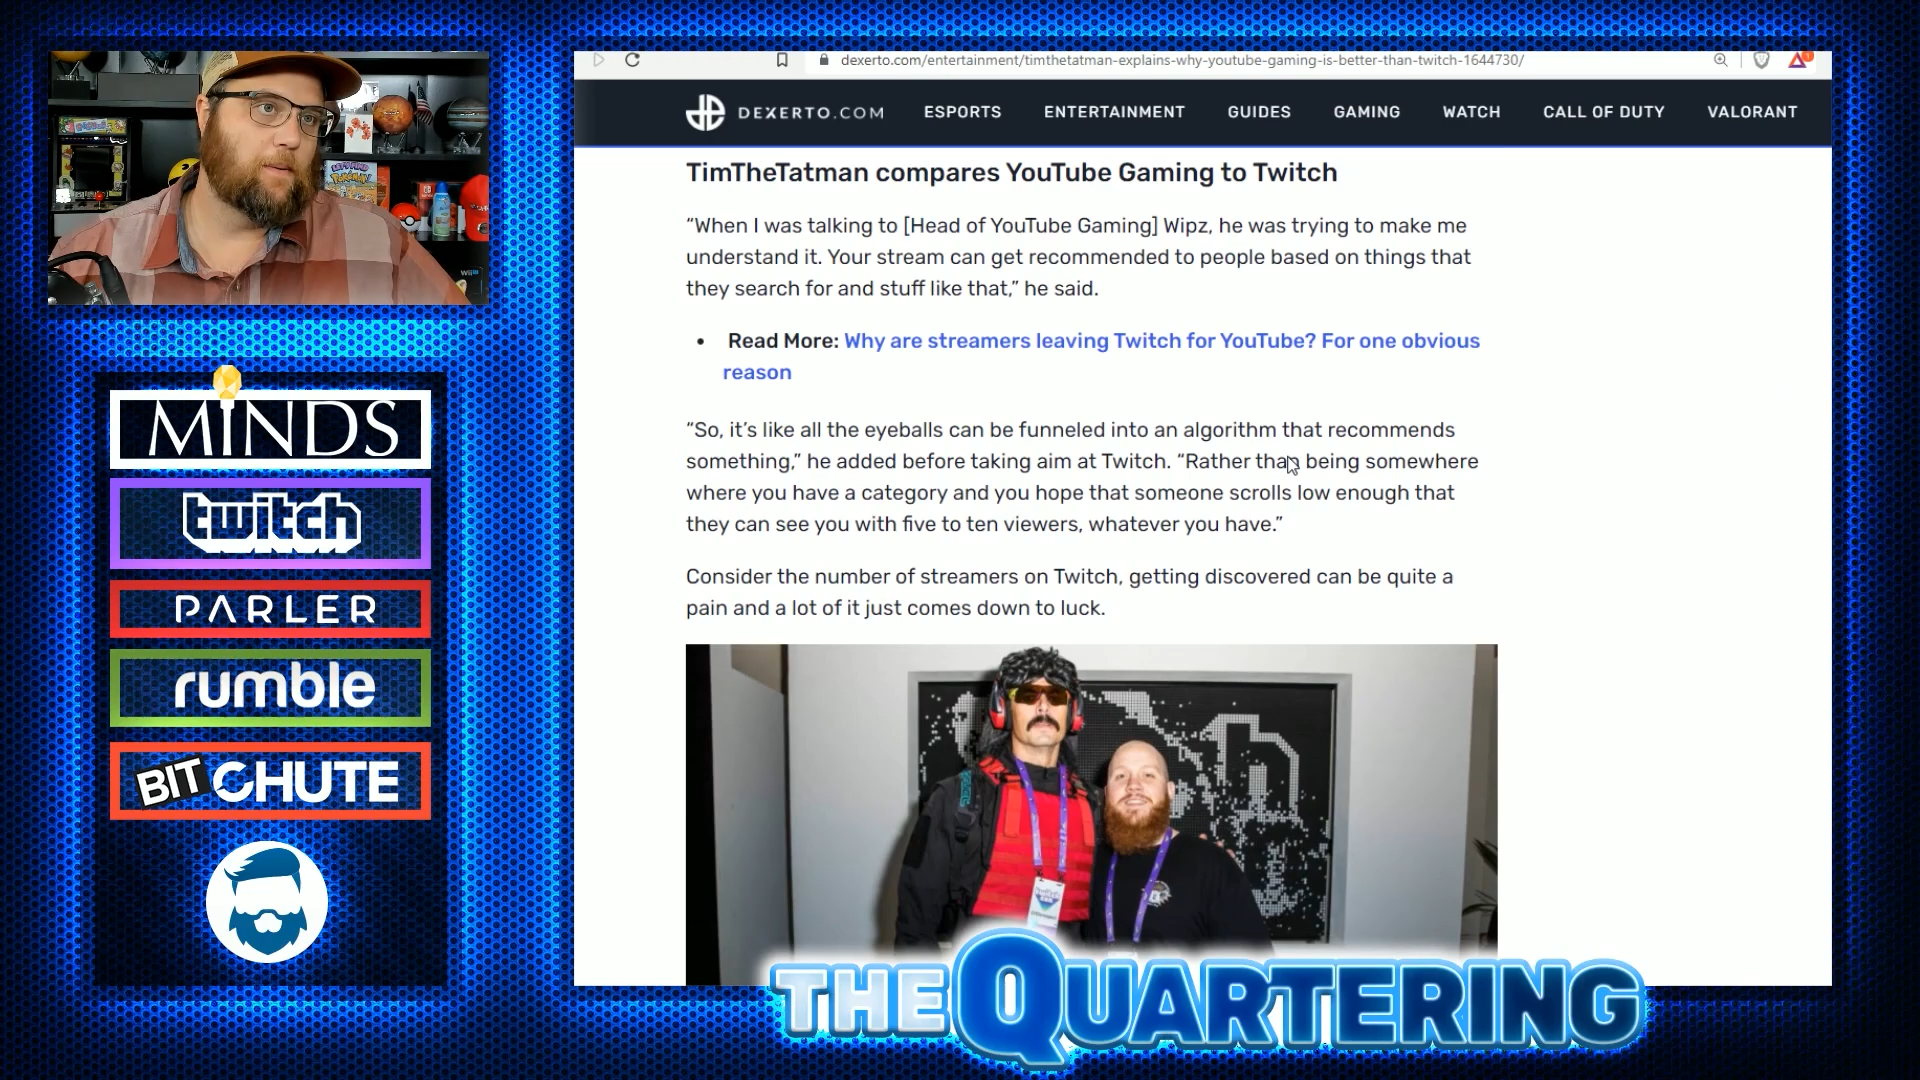 dexerto.com/entertainment/timthetatman-explains-why-youtube-gaming-is-better-than-twitch-1644730/
DEXERTO.COM ESPORTS ENTERTAINMENT GUIDES GAMING WATCH CALL OF DUTY VALORANT
TimTheTatman compares YouTube Gaming to Twitch
“When I was talking to [Head of YouTube Gaming] Wipz, he was trying to make me
understand it. Your stream can get recommended to people based on things that
they search for and stuff like that,” he said.
• Read More: Why are streamers leaving Twitch for YouTube? For one obvious
reason
“So, it’s like all the eyeballs can be funneled into an algorithm that recommends
something,” he added before taking aim at Twitch. “Rather than being somewhere
where you have a category and you hope that someone scrolls low enough that
they can see you with five to ten viewers, whatever you have.”
Consider the number of streamers on Twitch, getting discovered can be quite a
pain and a lot of it just comes down to luck.
MINDS
twitch
PARLER
rumble
BITCHUTE
THE QUARTERING